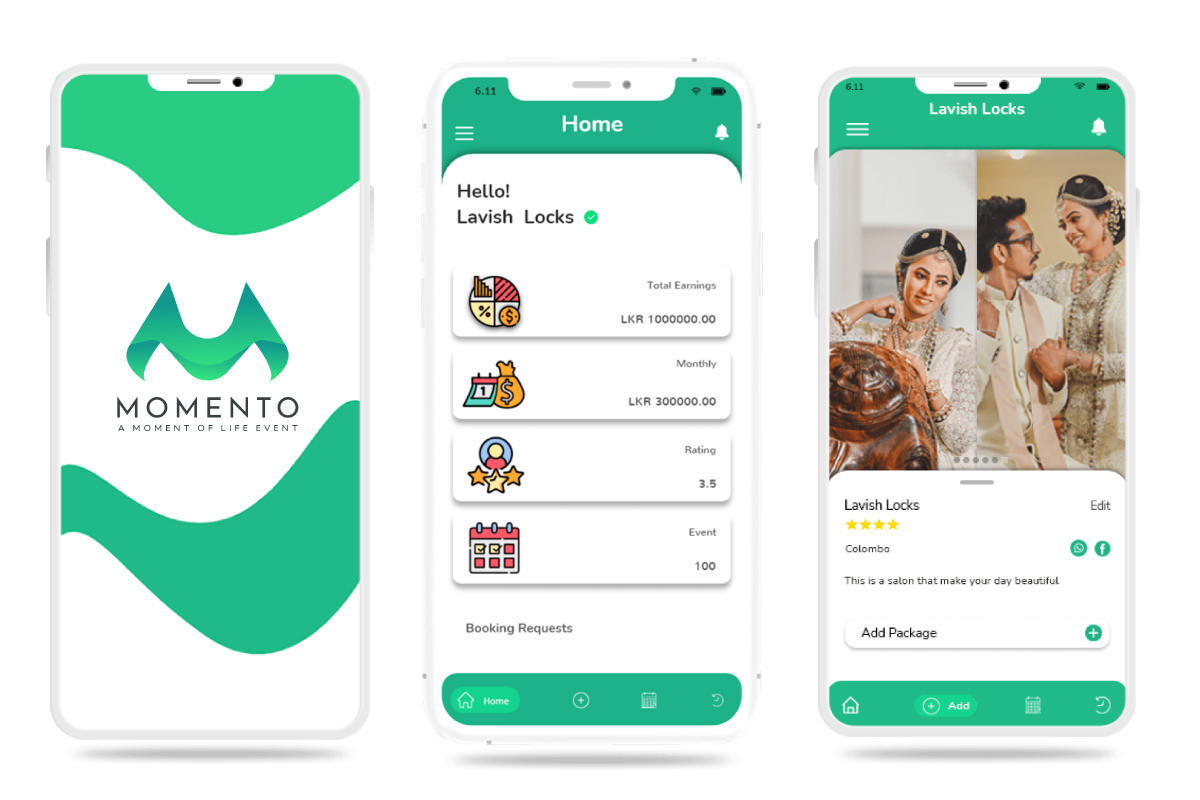 MOMENTO
A MOMENT OF LIFE EVENT
6.11
Home
Hello!
Lavish Locks
Total Earnings
LKR 1000000.00
Monthly
LKR 300000.00
Rating
3.5
Event
100
Booking Requests
Home
6.11
Lavish Locks
Lavish Locks
Edit
Colombo
This is a salon that make your day beautiful
Add Package
Add